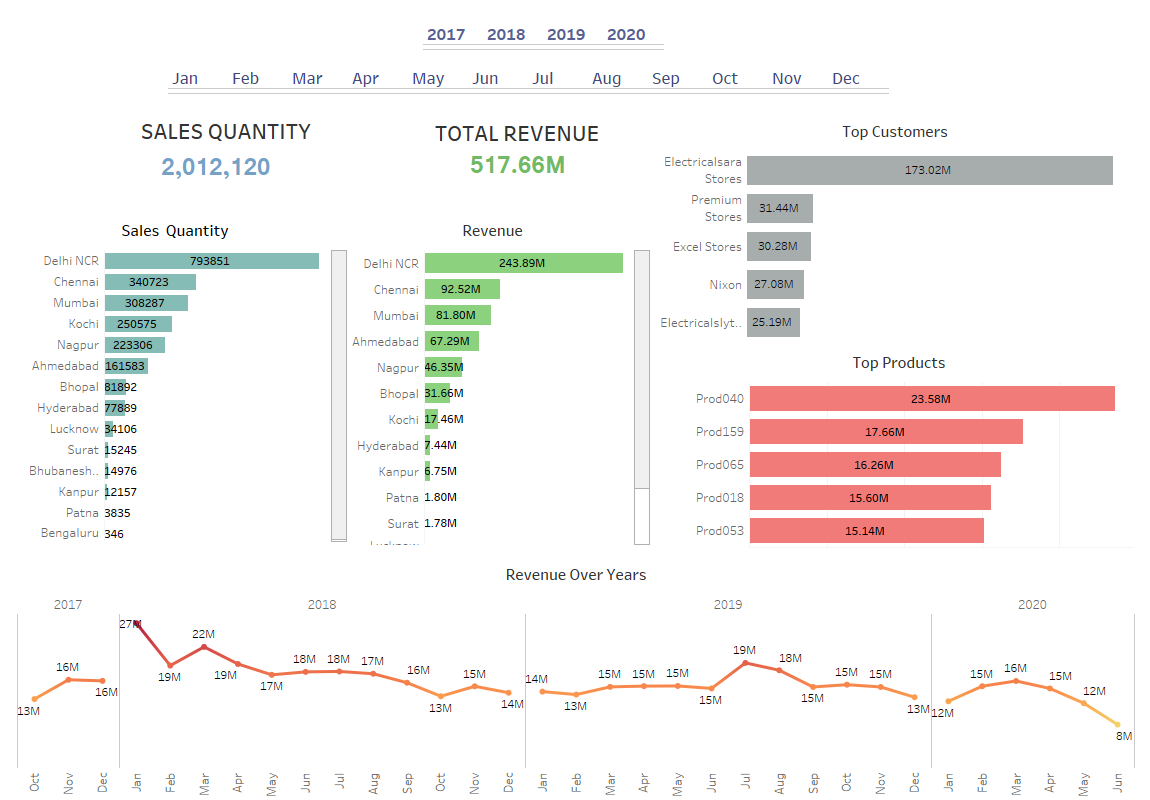 2017 2018 2019 2020
Jan Feb Mar Apr May Jun Jul Aug Sep Oct Nov Dec
SALES QUANTITY
2,012,120
TOTAL REVENUE
517.66M
Sales Quantity
Delhi NCR 793851
Chennai 340723
Mumbai 308287
Kochi 250575
Nagpur 223306
Ahmedabad 161583
Bhopal 81892
Hyderabad 77889
Lucknow 34106
Surat 15245
Bhubanesh.. 14976
Kanpur 12157
Patna 3835
Bengaluru 346
Revenue
Delhi NCR 243.89M
Chennai 92.52M
Mumbai 81.80M
Ahmedabad 67.29M
Nagpur 46.35M
Bhopal 31.66M
Kochi 17.46M
Hyderabad 7.44M
Kanpur 6.75M
Patna 1.80M
Surat 1.78M
Top Customers
Electricalsara
Stores 173.02M
Premium
Stores 31.44M
Excel Stores 30.28M
Nixon 27.08M
Electricalslyt.. 25.19M
Top Products
Prod040 23.58M
Prod159 17.66M
Prod065 16.26M
Prod018 15.60M
Prod053 15.14M
Revenue Over Years
2017 2018 2019 2020
13M 16M 16M 27M 19M 22M 19M 17M 18M 18M 17M 16M 13M 15M 14M 14M 13M 15M 15M 15M 15M 19M 18M 15M 15M 15M 13M 12M 15M 16M 15M 12M 8M
Oct Nov Dec Jan Feb Mar Apr May Jun Jul Aug Sep Oct Nov Dec Jan Feb Mar Apr May Jun Jul Aug Sep Oct Nov Dec Jan Feb Mar Apr May Jun